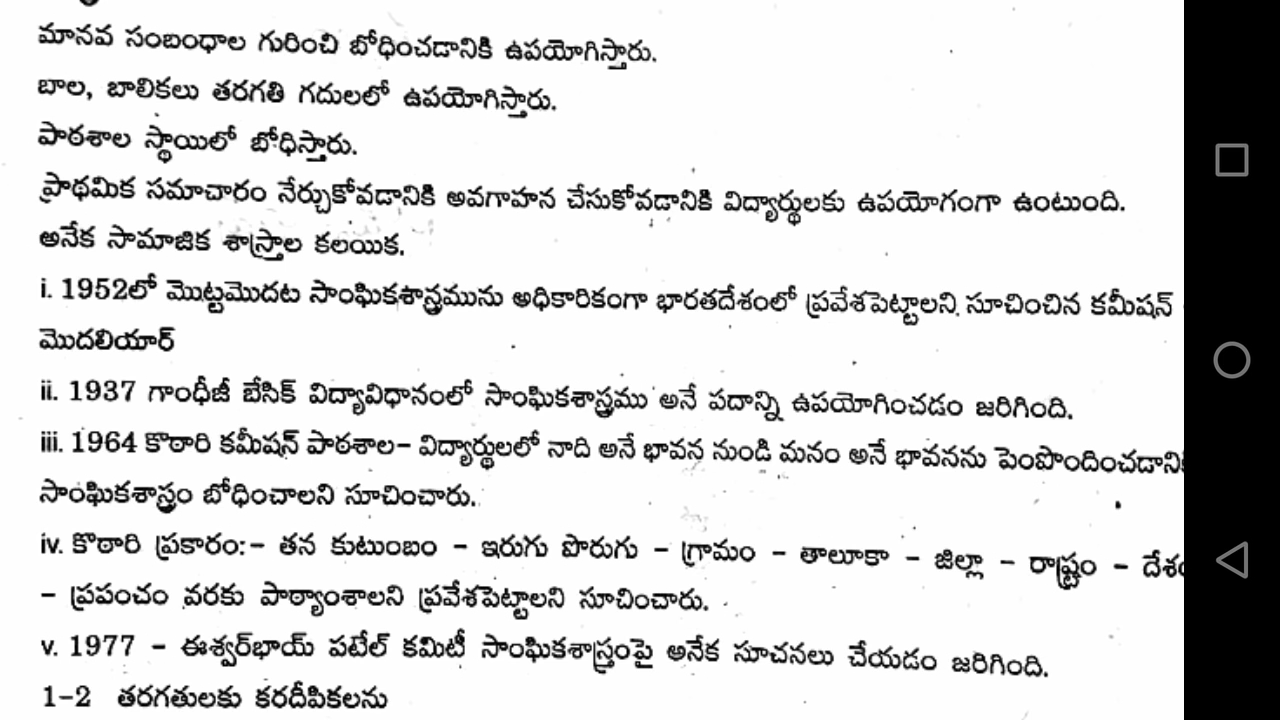 మానవ సంబంధాల గురించి బోధించడానికి ఉపయోగిస్తారు.
బాల, బాలికలు తరగతి గదులలో ఉపయోగిస్తారు.
పాఠశాల స్థాయిలో బోధిస్తారు.
ప్రాథమిక సమాచారం నేర్చుకోవడానికి అవగాహన చేసుకోవడానికి విద్యార్థులకు ఉపయోగంగా ఉంటుంది.
అనేక సామాజిక శాస్త్రాల కలయిక.
i. 1952లో మొట్టమొదట సాంఘికశాస్త్రమును అధికారికంగా భారతదేశంలో ప్రవేశపెట్టాలని సూచించిన కమీషన్ -
మొదలియార్
ii. 1937 గాంధీజీ బేసిక్ విద్యావిధానంలో సాంఘికశాస్త్రము అనే పదాన్ని ఉపయోగించడం జరిగింది.
iii. 1964 కొఠారి కమీషన్ పాఠశాల- విద్యార్థులలో నాది అనే భావన నుండి మనం అనే భావనను పెంపొందించడాని
సాంఘికశాస్త్రం బోధించాలని సూచించారు.
iv. కొఠారి ప్రకారం:- తన కుటుంబం - ఇరుగు పొరుగు - గ్రామం - తాలూకా - జిల్లా - రాష్ట్రం - దేశం
- ప్రపంచం వరకు పాఠ్యాంశాలని ప్రవేశపెట్టాలని సూచించారు.
v. 1977 - ఈశ్వర్‌భాయ్ పటేల్ కమిటీ సాంఘికశాస్త్రంపై అనేక సూచనలు చేయడం జరిగింది.
1-2 తరగతులకు కరదీపికలను